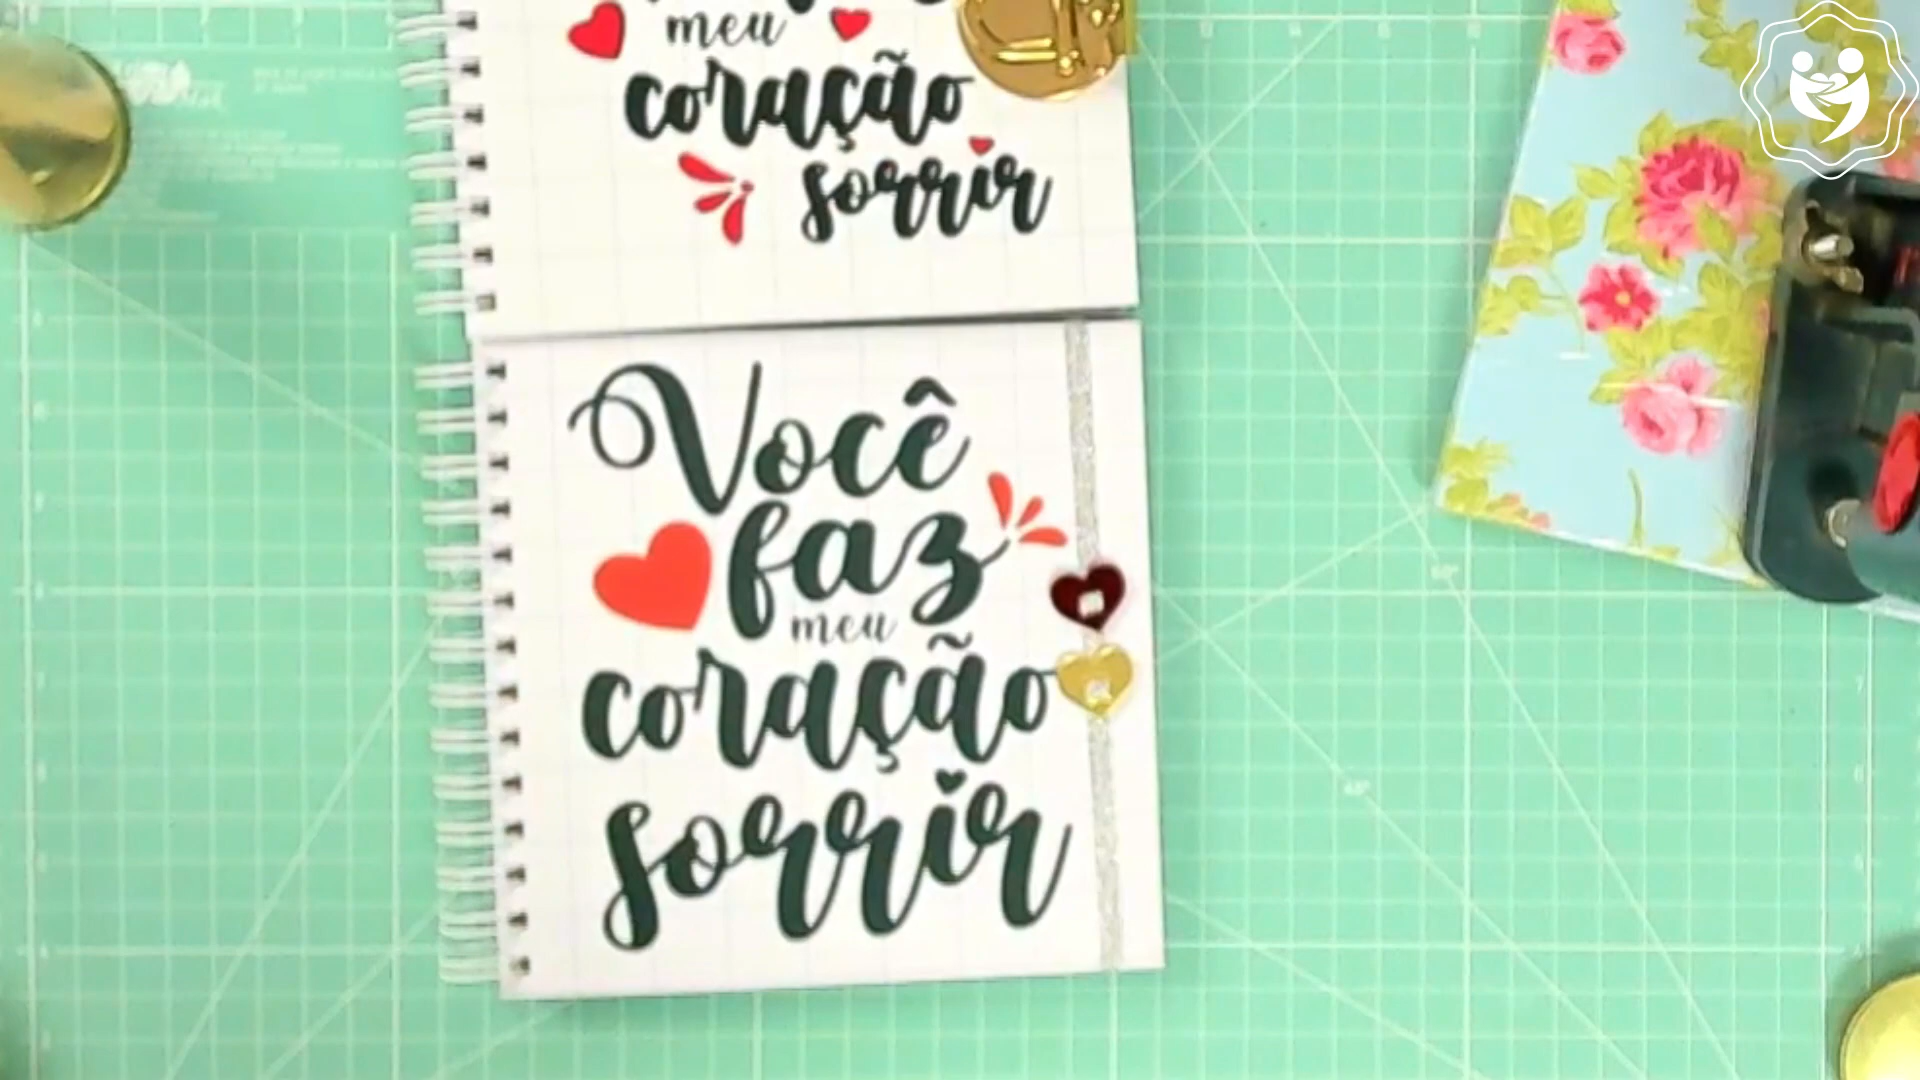 meu
coração
sorrir
Você
faz
meu
coração
sorrir